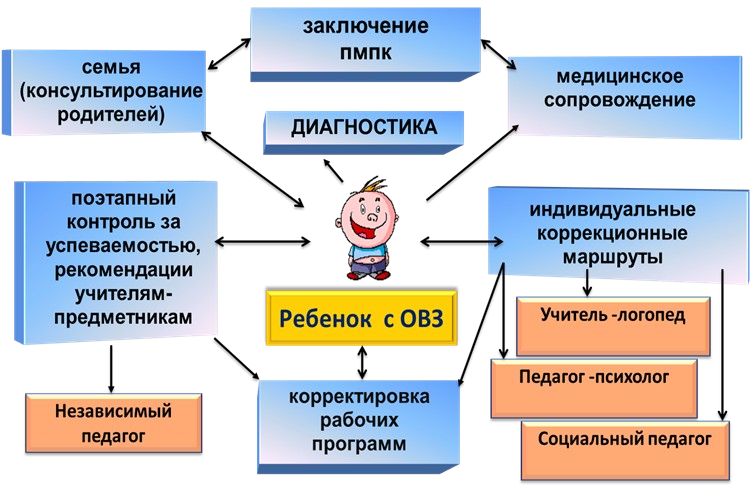 заключение
пмпк
семья
(консультирование
родителей)
медицинское
сопровождение
ДИАГНОСТИКА
поэтапный
контроль за
успеваемостью,
рекомендации
учителям-
предметникам
индивидуальные
коррекционные
маршруты
Ребенок с ОВЗ
Учитель -логопед
Педагог -психолог
Социальный педагог
Независимый
педагог
корректировка
рабочих
программ